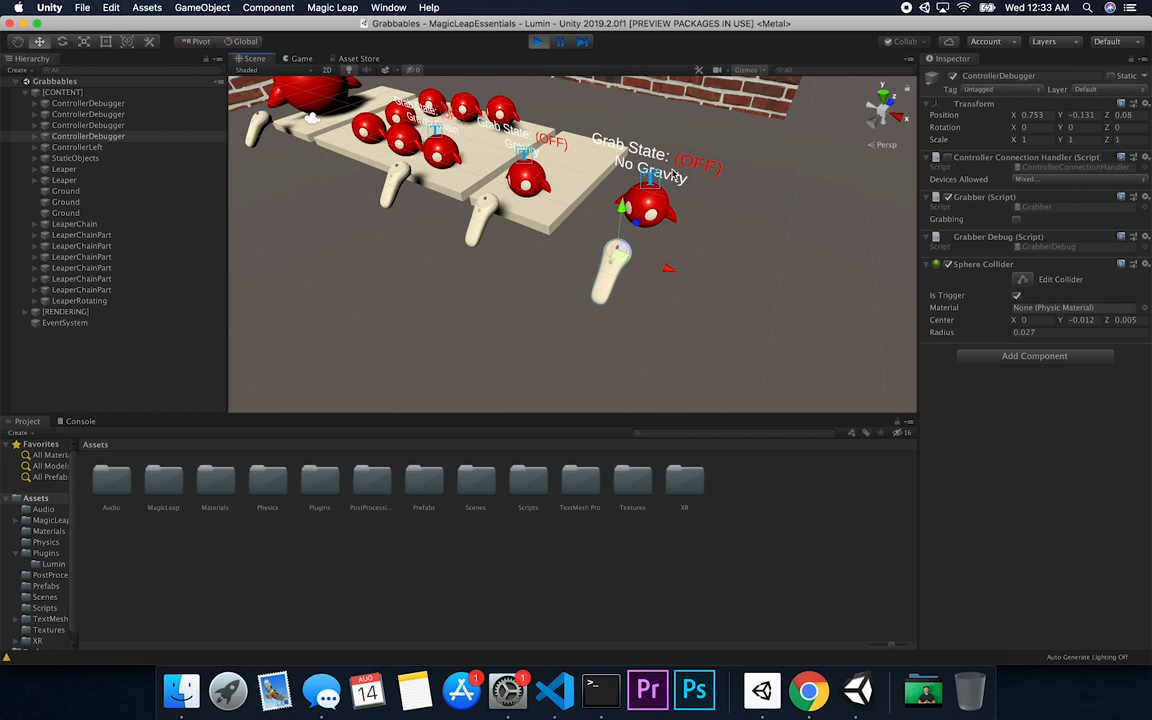 Unity File Edit Assets GameObject Component Magic Leap Window Help Wed 12:33 AM
Grabbables - MagicLeapEssentials - Lumin - Unity 2019.2.0f1 [PREVIEW PACKAGES IN USE] <Metal>
Pivot Global Collab Account Layers Default
Hierarchy Scene Game Asset Store Inspector
Create All Shaded 2D 0 Gizmos All
Grabbables
[CONTENT]
ControllerDebugger
ControllerDebugger
ControllerDebugger
ControllerDebugger
ControllerLeft
StaticObjects
Leaper
Leaper
Ground
Ground
Ground
LeaperChain
LeaperChainPart
LeaperChainPart
LeaperChainPart
LeaperChainPart
LeaperChainPart
LeaperChainPart
LeaperRotating
[RENDERING]
EventSystem
Grab State: (OFF)
Gravity
Grab State: (OFF)
No Gravity
y
z
x
Persp
ControllerDebugger Static
Tag Untagged Layer Default
Transform
Position X 0.753 Y -0.131 Z 0.08
Rotation X 0 Y 0 Z 0
Scale X 1 Y 1 Z 1
Controller Connection Handler (Script)
Script ControllerConnectionHandler
Devices Allowed Mixed...
Grabber (Script)
Script Grabber
Grabbing
Grabber Debug (Script)
Script GrabberDebug
Sphere Collider
Edit Collider
Is Trigger
Material None (Physic Material)
Center X 0 Y -0.012 Z 0.005
Radius 0.027
Add Component
Project Console
Create 16
Favorites
All Materi
All Models
All Prefabs
Assets
Audio
MagicLeap
Materials
Physics
Plugins
Lumin
PostProce
Prefabs
Scenes
Scripts
TextMesh
Textures
XR
Assets
Audio MagicLeap Materials Physics Plugins PostProcessi... Prefabs Scenes Scripts TextMesh Pro Textures XR
Auto Generate Lighting Off
AUG
14
1
1
>_
Pr
Ps